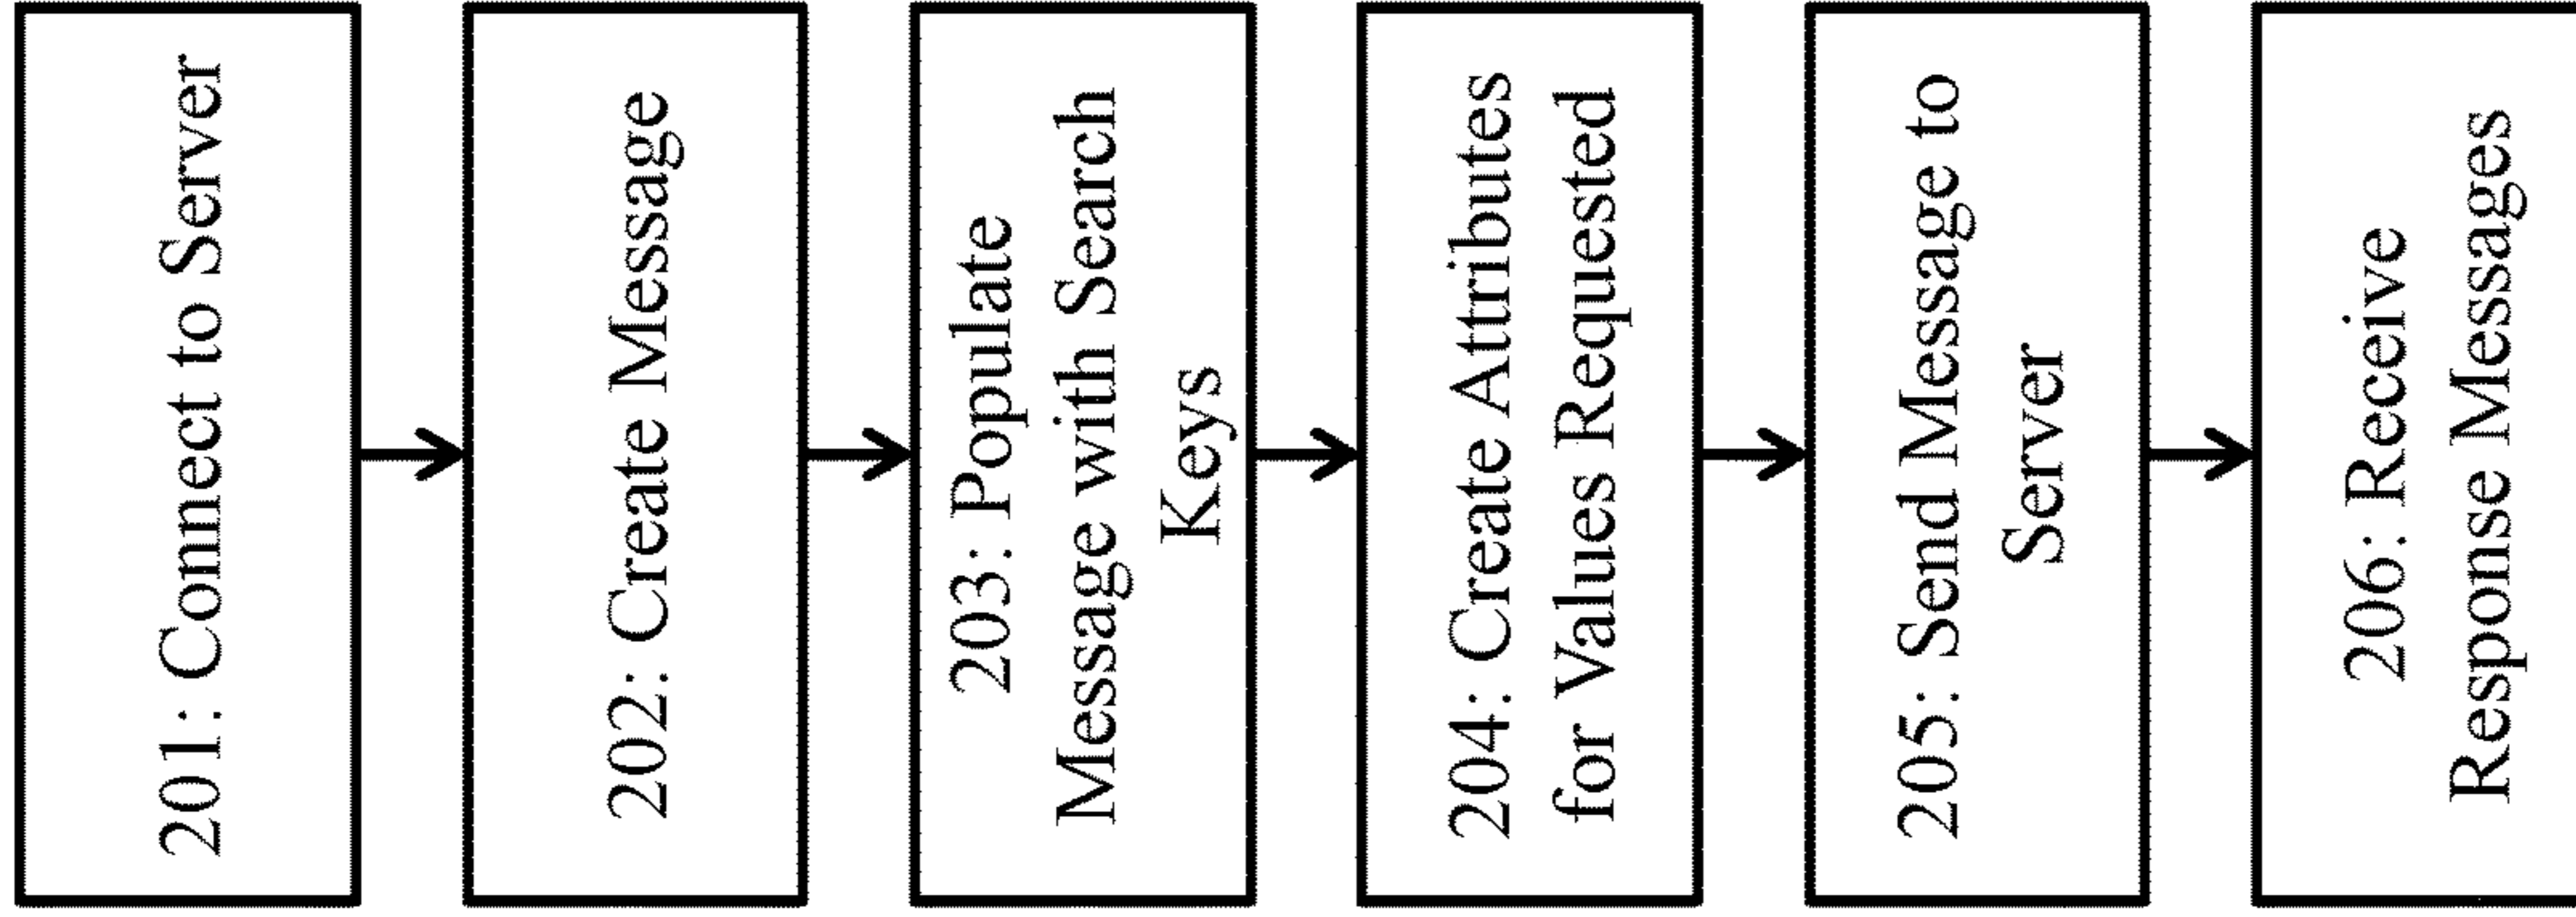 201: Connect to Server
202: Create Message
203: Populate
Message with Search
Keys
204: Create Attributes
for Values Requested
205: Send Message to
Server
206: Receive
Response Messages